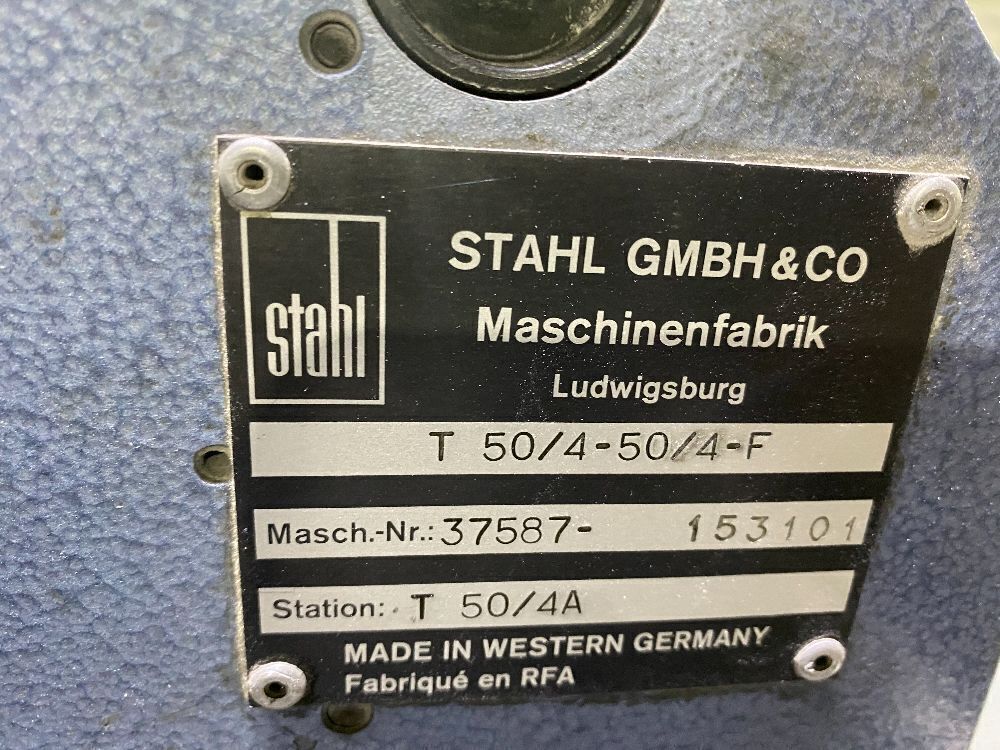 stahl
STAHL GMBH & CO
Maschinenfabrik
Ludwigsburg
T 50/4-50/4-F
Masch.-Nr.: 37587- 153101
Station: T 50/4A
MADE IN WESTERN GERMANY
Fabriqué en RFA